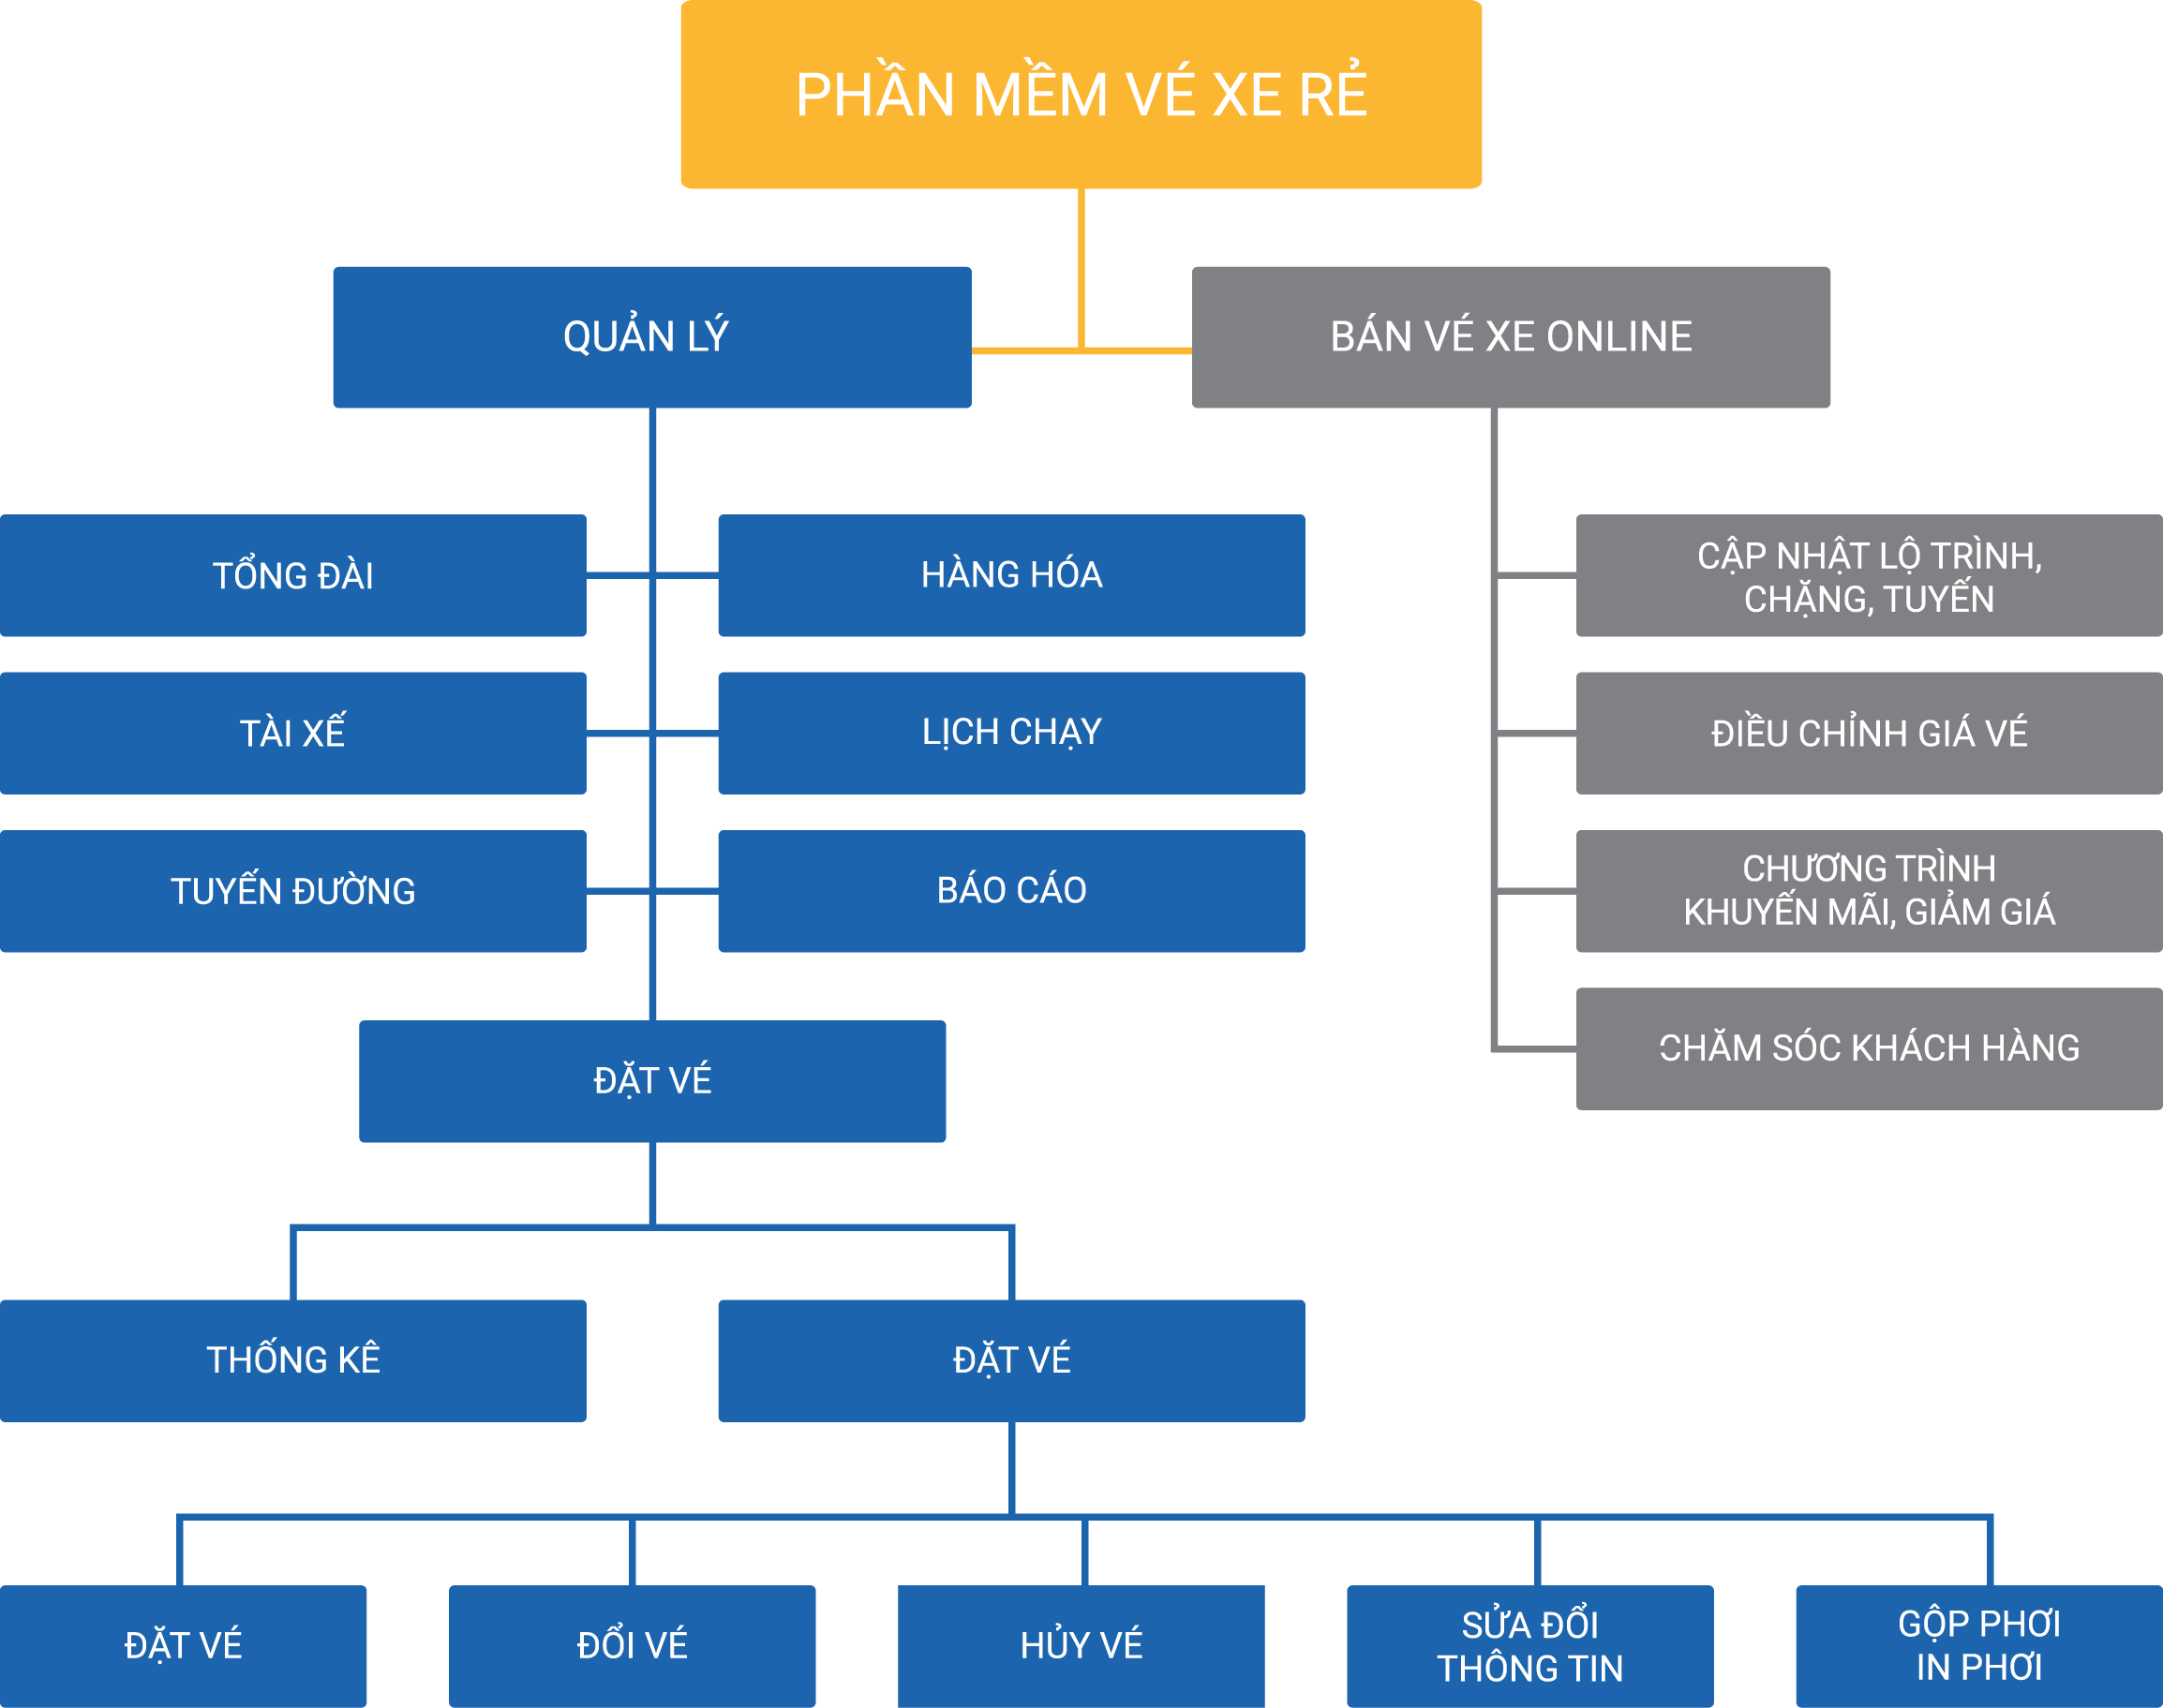 PHẦN MỀM VÉ XE RẺ
QUẢN LÝ
BÁN VÉ XE ONLINE
TỔNG ĐÀI
HÀNG HÓA
CẬP NHẬT LỘ TRÌNH,
CHẶNG, TUYẾN
TÀI XẾ
LỊCH CHẠY
ĐIỀU CHỈNH GIÁ VÉ
TUYẾN ĐƯỜNG
BÁO CÁO
CHƯƠNG TRÌNH
KHUYẾN MÃI, GIẢM GIÁ
CHĂM SÓC KHÁCH HÀNG
ĐẶT VÉ
THỐNG KÊ
ĐẶT VÉ
ĐẶT VÉ
ĐỔI VÉ
HỦY VÉ
SỬA ĐỔI
THÔNG TIN
GỘP PHƠI
IN PHƠI